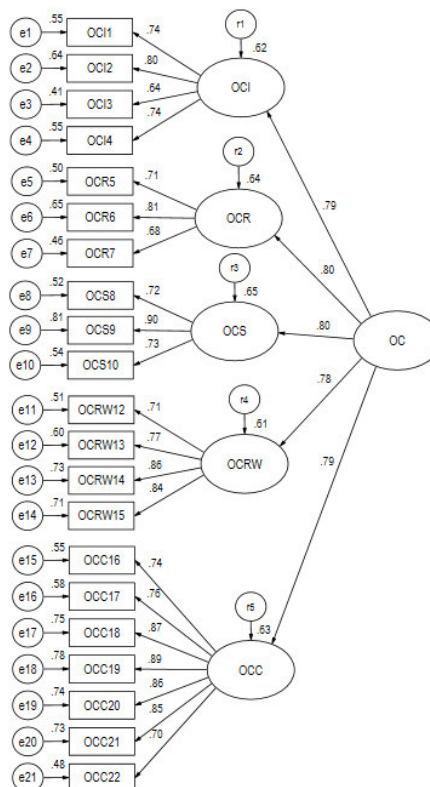 e1 .55 OCI1 .74 r1
e2 .64 OCI2 .80 .62
e3 .41 OCI3 .64 OCI
e4 .55 OCI4 .74
e5 .50 OCR5 .71 r2 .79
e6 .65 OCR6 .81 .64
e7 .46 OCR7 .68 OCR
.80
e8 .52 OCS8 .72 r3 .65
e9 .81 OCS9 .90 OCS .80 OC
e10 .54 OCS10 .73
.78
e11 .51 OCRW12 .71 r4
e12 .60 OCRW13 .77 .61
e13 .73 OCRW14 .86 OCRW .79
e14 .71 OCRW15 .84
e15 .55 OCC16 .74
e16 .58 OCC17 .76 r5
e17 .75 OCC18 .87 .63
e18 .78 OCC19 .89 OCC
e19 .74 OCC20 .86
e20 .73 OCC21 .85
e21 .48 OCC22 .70